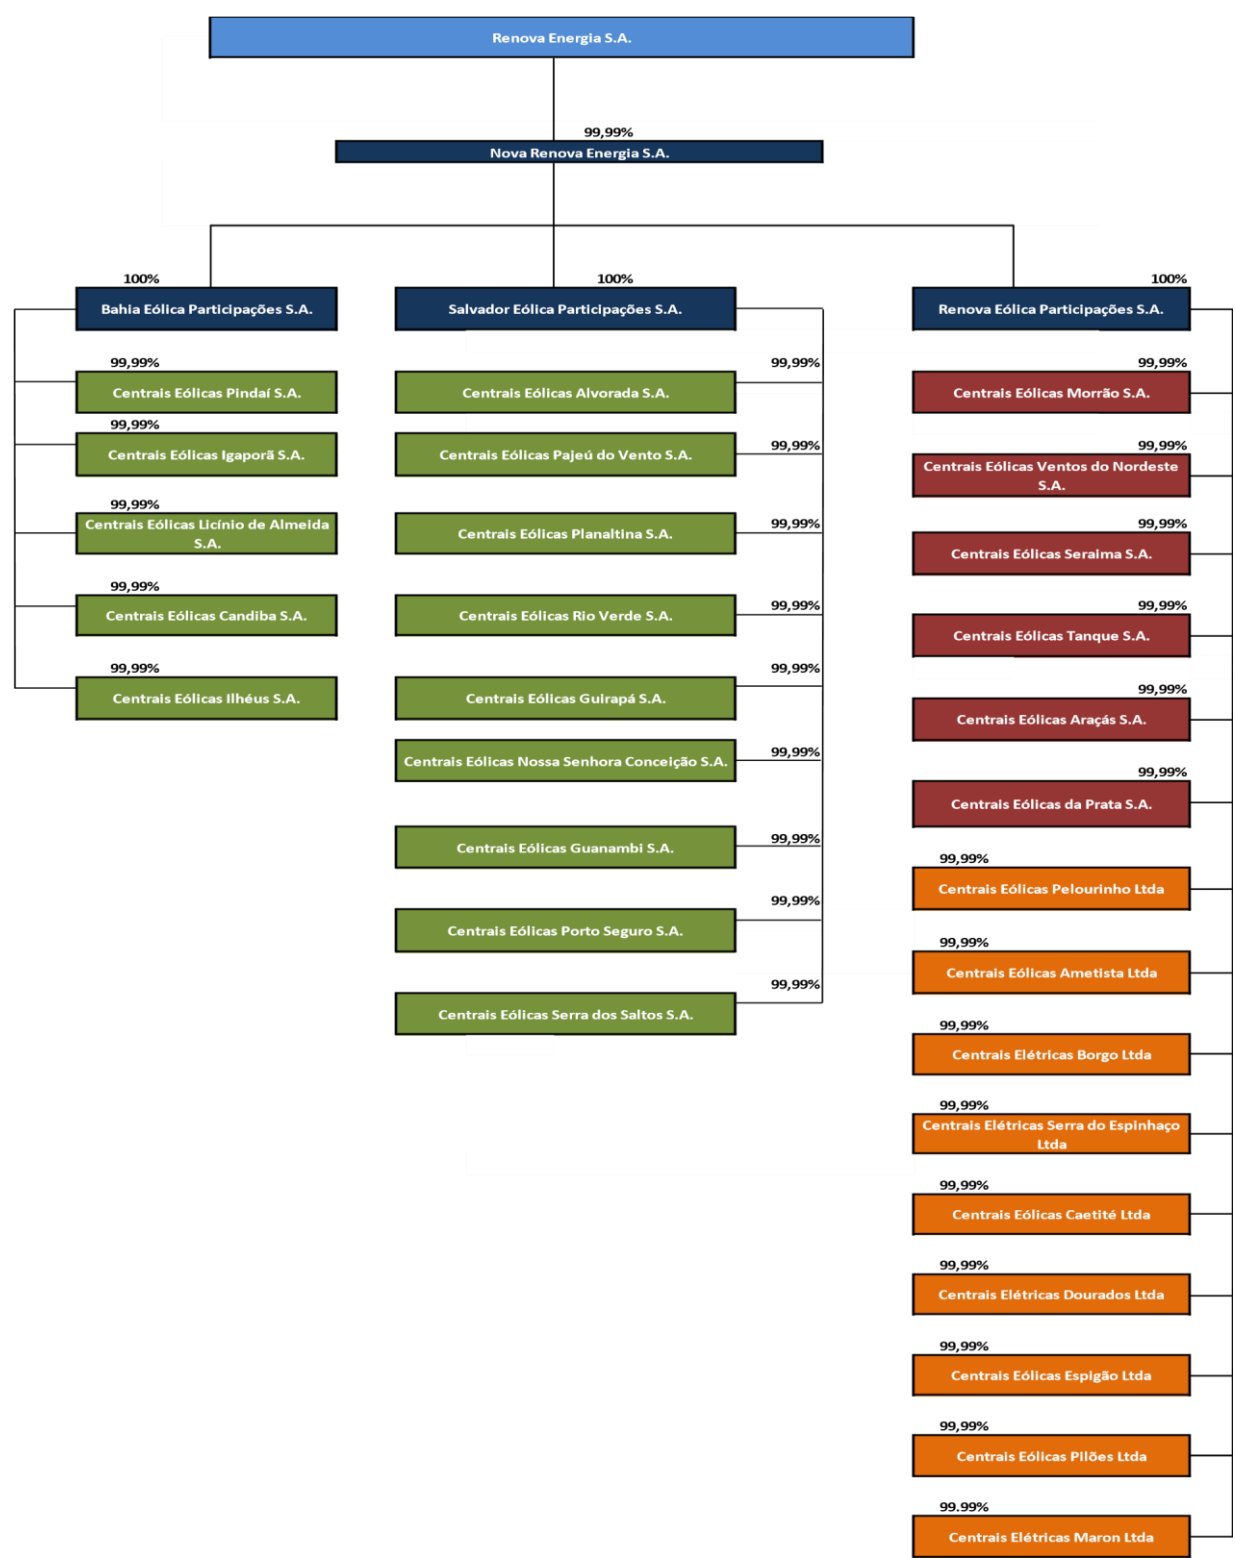 Renova Energia S.A.
99,99%
Nova Renova Energia S.A.
100%
Bahia Eólica Participações S.A.
99,99%
Centrais Eólicas Pindaí S.A.
99,99%
Centrais Eólicas Igaporã S.A.
99,99%
Centrais Eólicas Licínio de Almeida
S.A.
99,99%
Centrais Eólicas Candiba S.A.
99,99%
Centrais Eólicas Ilhéus S.A.
100%
Salvador Eólica Participações S.A.
99,99%
Centrais Eólicas Alvorada S.A.
99,99%
Centrais Eólicas Pajeú do Vento S.A.
99,99%
Centrais Eólicas Planaltina S.A.
99,99%
Centrais Eólicas Rio Verde S.A.
99,99%
Centrais Eólicas Guirapá S.A.
99,99%
Centrais Eólicas Nossa Senhora Conceição S.A.
99,99%
Centrais Eólicas Guanambi S.A.
99,99%
Centrais Eólicas Porto Seguro S.A.
99,99%
Centrais Eólicas Serra dos Saltos S.A.
100%
Renova Eólica Participações S.A.
99,99%
Centrais Eólicas Morrão S.A.
99,99%
Centrais Eólicas Ventos do Nordeste
S.A.
99,99%
Centrais Eólicas Seraima S.A.
99,99%
Centrais Eólicas Tanque S.A.
99,99%
Centrais Eólicas Araçás S.A.
99,99%
Centrais Eólicas da Prata S.A.
99,99%
Centrais Eólicas Pelourinho Ltda
99,99%
Centrais Eólicas Ametista Ltda
99,99%
Centrais Elétricas Borgo Ltda
99,99%
Centrais Elétricas Serra do Espinhaço
Ltda
99,99%
Centrais Eólicas Caetité Ltda
99,99%
Centrais Elétricas Dourados Ltda
99,99%
Centrais Eólicas Espigão Ltda
99,99%
Centrais Eólicas Pilões Ltda
99.99%
Centrais Elétricas Maron Ltda